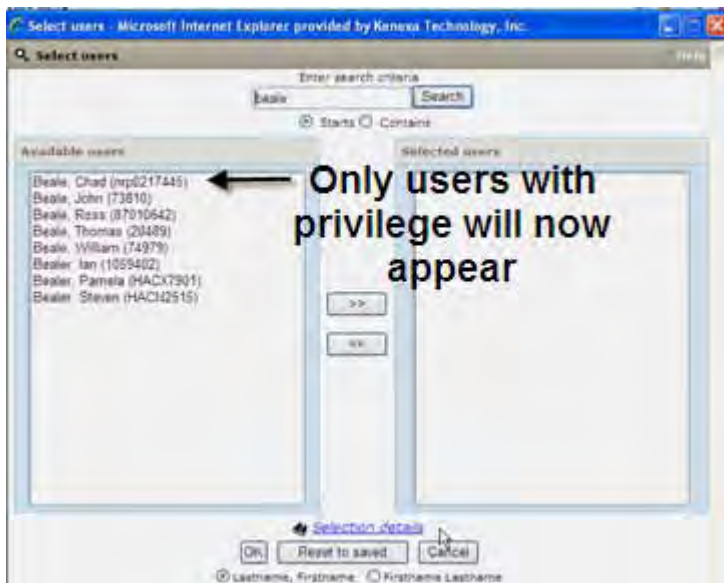 Select users - Microsoft Internet Explorer provided by Kenexa Technology, Inc.
Select users
Help
Enter search criteria
beale
Search
Starts
Contains
Available users
Selected users
Beale, Chad (nrp0217445)
Beale, John (73810)
Beale, Ross (87010642)
Beale, Thomas (20489)
Beale, William (74979)
Bealer, Ian (1059402)
Bealer, Pamela (HACX7901)
Bealer, Steven (HACN2515)
Only users with
privilege will now
appear
>>
<<
Selection details
OK
Reset to saved
Cancel
Lastname, Firstname
Firstname Lastname